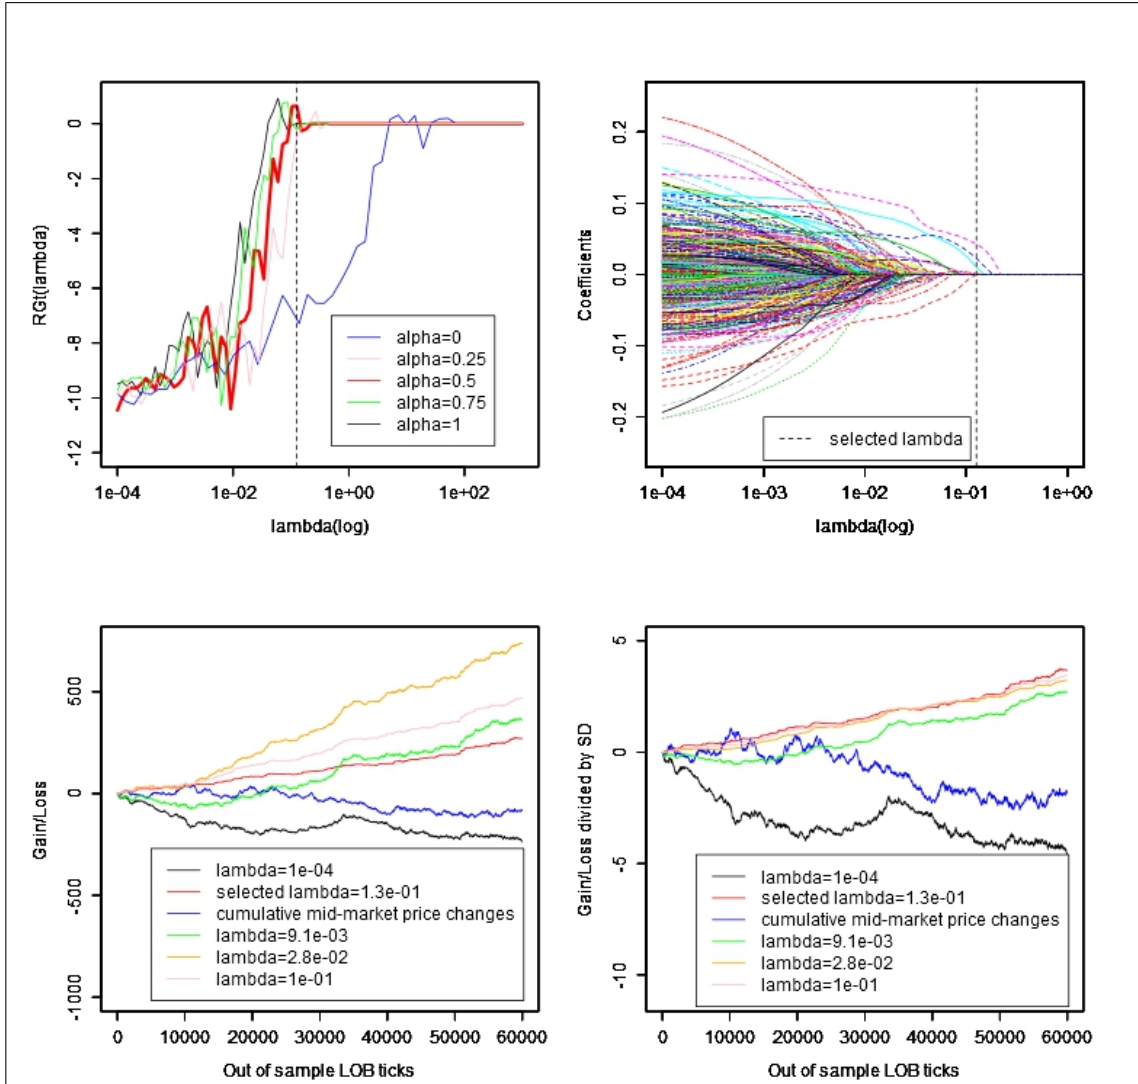 0
-2
-4
-6
-8
-10
-12
RGt(lambda)
alpha=0
alpha=0.25
alpha=0.5
alpha=0.75
alpha=1
1e-04
1e-02
1e+00
1e+02
lambda(log)
0.2
0.1
0.0
-0.1
-0.2
Coefficients
selected lambda
1e-04
1e-03
1e-02
1e-01
1e+00
lambda(log)
500
0
-500
-1000
Gain/Loss
lambda=1e-04
selected lambda=1.3e-01
cumulative mid-market price changes
lambda=9.1e-03
lambda=2.8e-02
lambda=1e-01
0
10000
20000
30000
40000
50000
60000
Out of sample LOB ticks
5
0
-5
-10
Gain/Loss divided by SD
lambda=1e-04
selected lambda=1.3e-01
cumulative mid-market price changes
lambda=9.1e-03
lambda=2.8e-02
lambda=1e-01
0
10000
20000
30000
40000
50000
60000
Out of sample LOB ticks